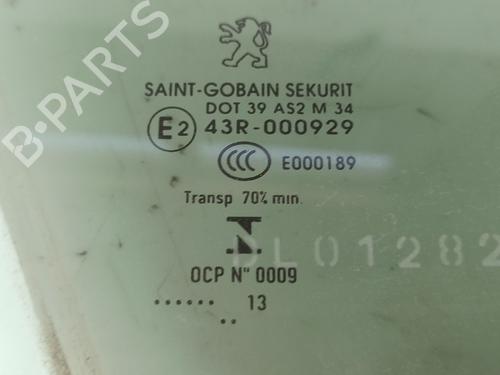 B-PARTS
SAINT-GOBAIN SEKURIT
DOT 39 AS2 M 34
E2 43R-000929
CCC E000189
Transp 70% min.
DL01282
OCP N" 0009
...... 13
..